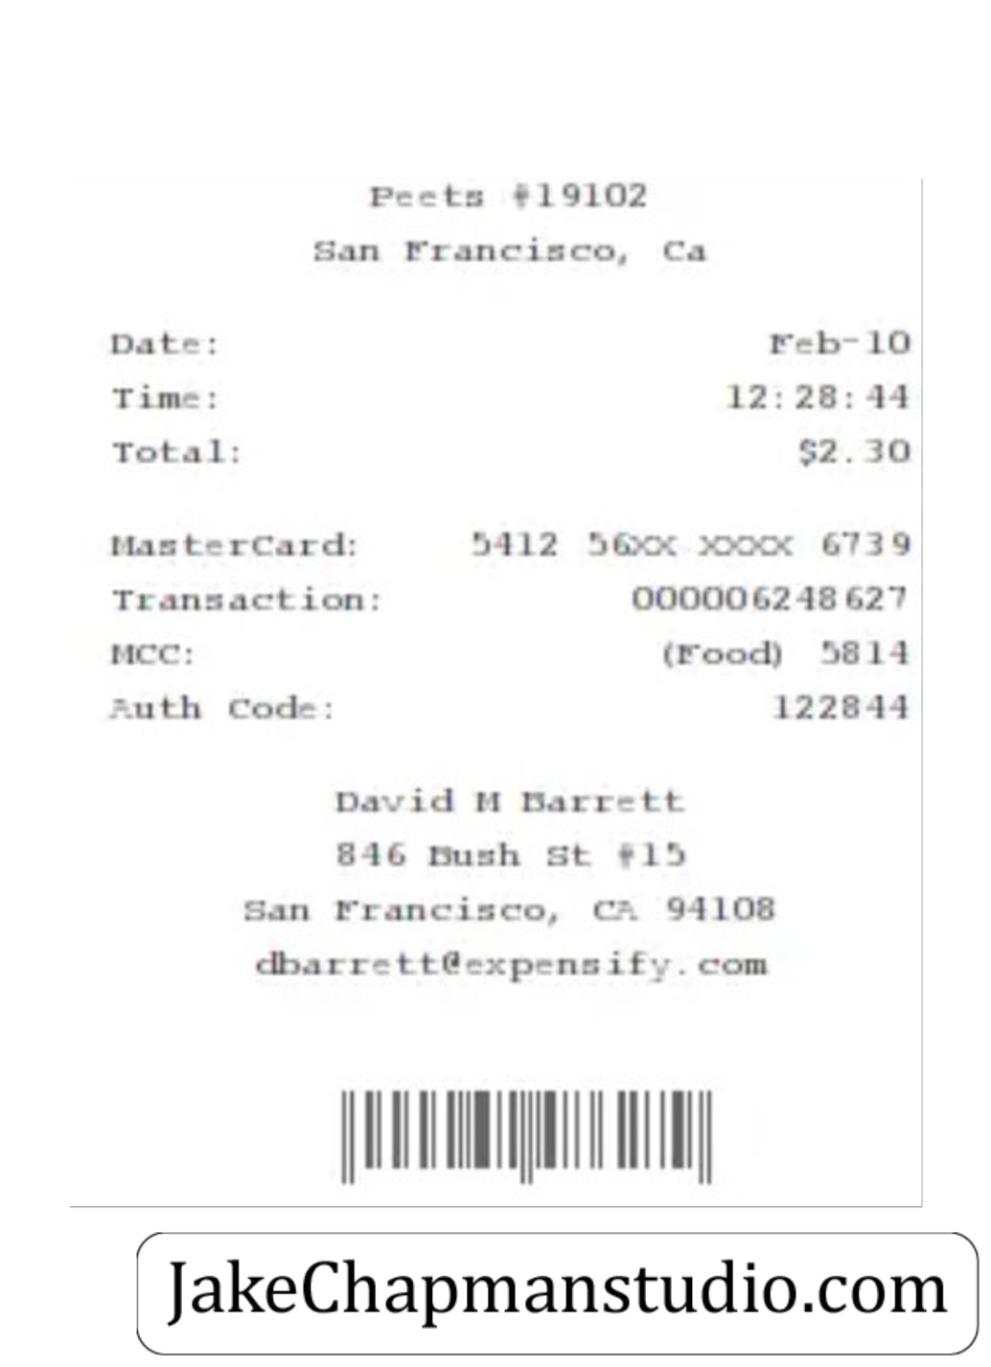 Peets #19102
San Francisco, Ca
Date: Feb-10
Time: 12:28:44
Total: $2.30
MasterCard: 5412 56xx xxxx 6739
Transaction: 000006248627
MCC: (Food) 5814
Auth Code: 122844
David M Barrett
846 Bush St #15
San Francisco, CA 94108
dbarrett@expensify.com
JakeChapmanstudio.com